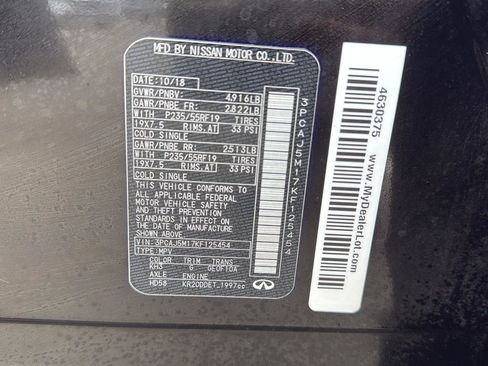 MFD BY NISSAN MOTOR CO.,LTD.
DATE:10/18
GVWR/PNBV: 4916LB
GAWR/PNBE FR: 2822LB
WITH P235/55RF19 TIRES
19X7.5 RIMS,AT 33 PSI
COLD SINGLE
GAWR/PNBE RR: 2513LB
WITH P235/55RF19 TIRES
19X7.5 RIMS,AT 33 PSI
COLD SINGLE
THIS VEHICLE CONFORMS TO
ALL APPLICABLE FEDERAL
MOTOR VEHICLE SAFETY,
BUMPER, AND THEFT PREVENTION
STANDARDS IN EFFECT ON
THE DATE OF MANUFACTURE
SHOWN ABOVE.
VIN:3PCAJ5M17KF125454
TYPE:MPV
COLOR TRIM TRANS.
KH3 G GE0F10A
AXLE ENGINE
HD58 KR20DDET 1997cc
INFINITI
3PCAJ5M17KF125454
4630375
www.MyDealerLot.com